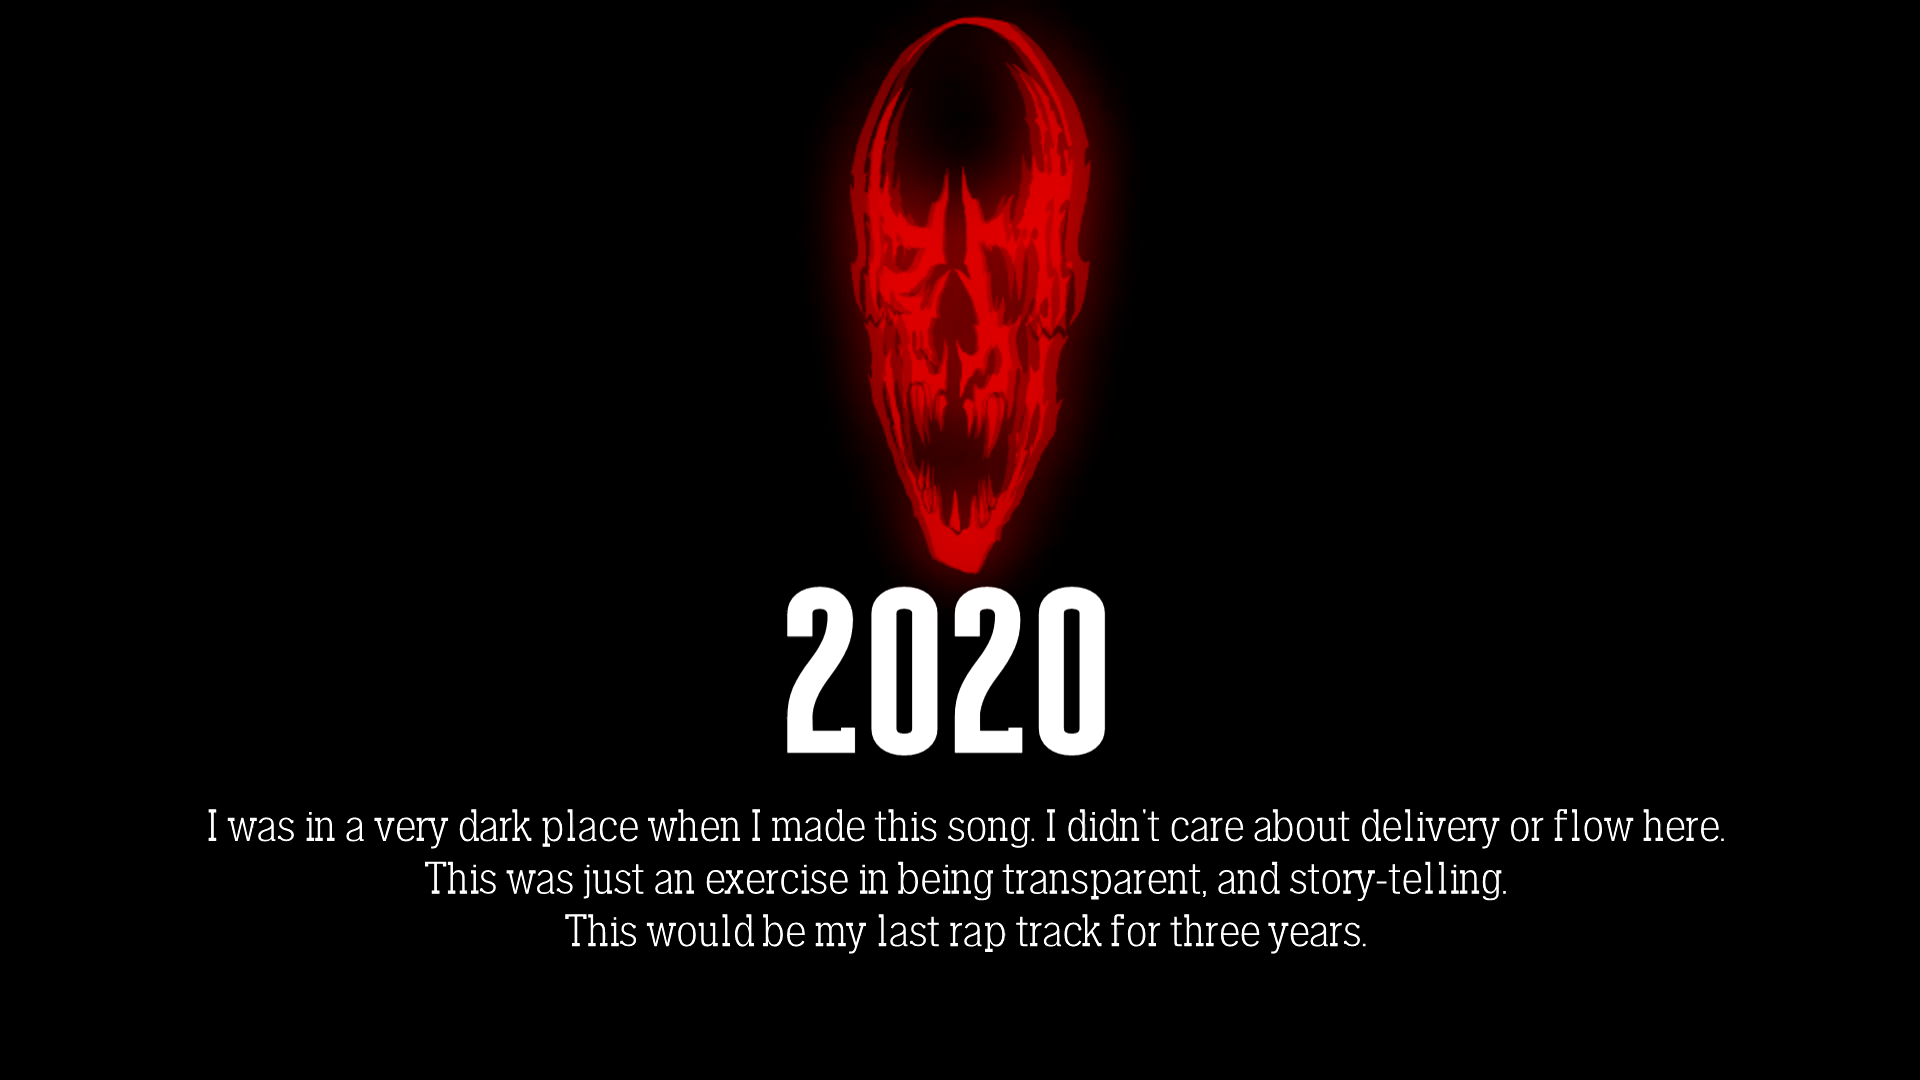 2020
I was in a very dark place when I made this song. I didn't care about delivery or flow here.
This was just an exercise in being transparent, and story-telling.
This would be my last rap track for three years.